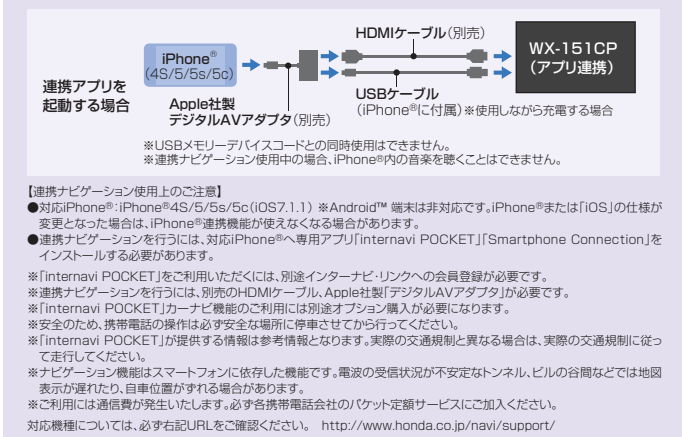 連携アプリを
起動する場合
iPhone®
(4S/5/5s/5c)
Apple社製
デジタルAVアダプタ(別売)
HDMIケーブル(別売)
USBケーブル
(iPhone®に付属)※使用しながら充電する場合
WX-151CP
(アプリ連携)
※USBメモリーデバイスコードとの同時使用はできません。
※連携ナビゲーション使用中の場合、iPhone®内の音楽を聴くことはできません。
【連携ナビゲーション使用上のご注意】
●対応iPhone®:iPhone®4S/5/5s/5c(iOS7.1.1) ※Android™ 端末は非対応です。iPhone®または「iOS」の仕様が
変更となった場合は、iPhone®連携機能が使えなくなる場合があります。
●連携ナビゲーションを行うには、対応iPhone®へ専用アプリ「internavi POCKET」「Smartphone Connection」を
インストールする必要があります。
※「internavi POCKET」をご利用いただくには、別途インターナビ・リンクへの会員登録が必要です。
※連携ナビゲーションを行うには、別売のHDMIケーブル、Apple社製「デジタルAVアダプタ」が必要です。
※「internavi POCKET」カーナビ機能のご利用には別途オプション購入が必要になります。
※安全のため、携帯電話の操作は必ず安全な場所に停車させてから行ってください。
※「internavi POCKET」が提供する情報は参考情報となります。実際の交通規制と異なる場合は、実際の交通規制に従っ
て走行してください。
※ナビゲーション機能はスマートフォンに依存した機能です。電波の受信状況が不安定なトンネル、ビルの谷間などでは地図
表示が遅れたり、自車位置がずれる場合があります。
※ご利用には通信費が発生いたします。必ず各携帯電話会社のパケット定額サービスにご加入ください。
対応機種については、必ず右記URLをご確認ください。 http://www.honda.co.jp/navi/support/